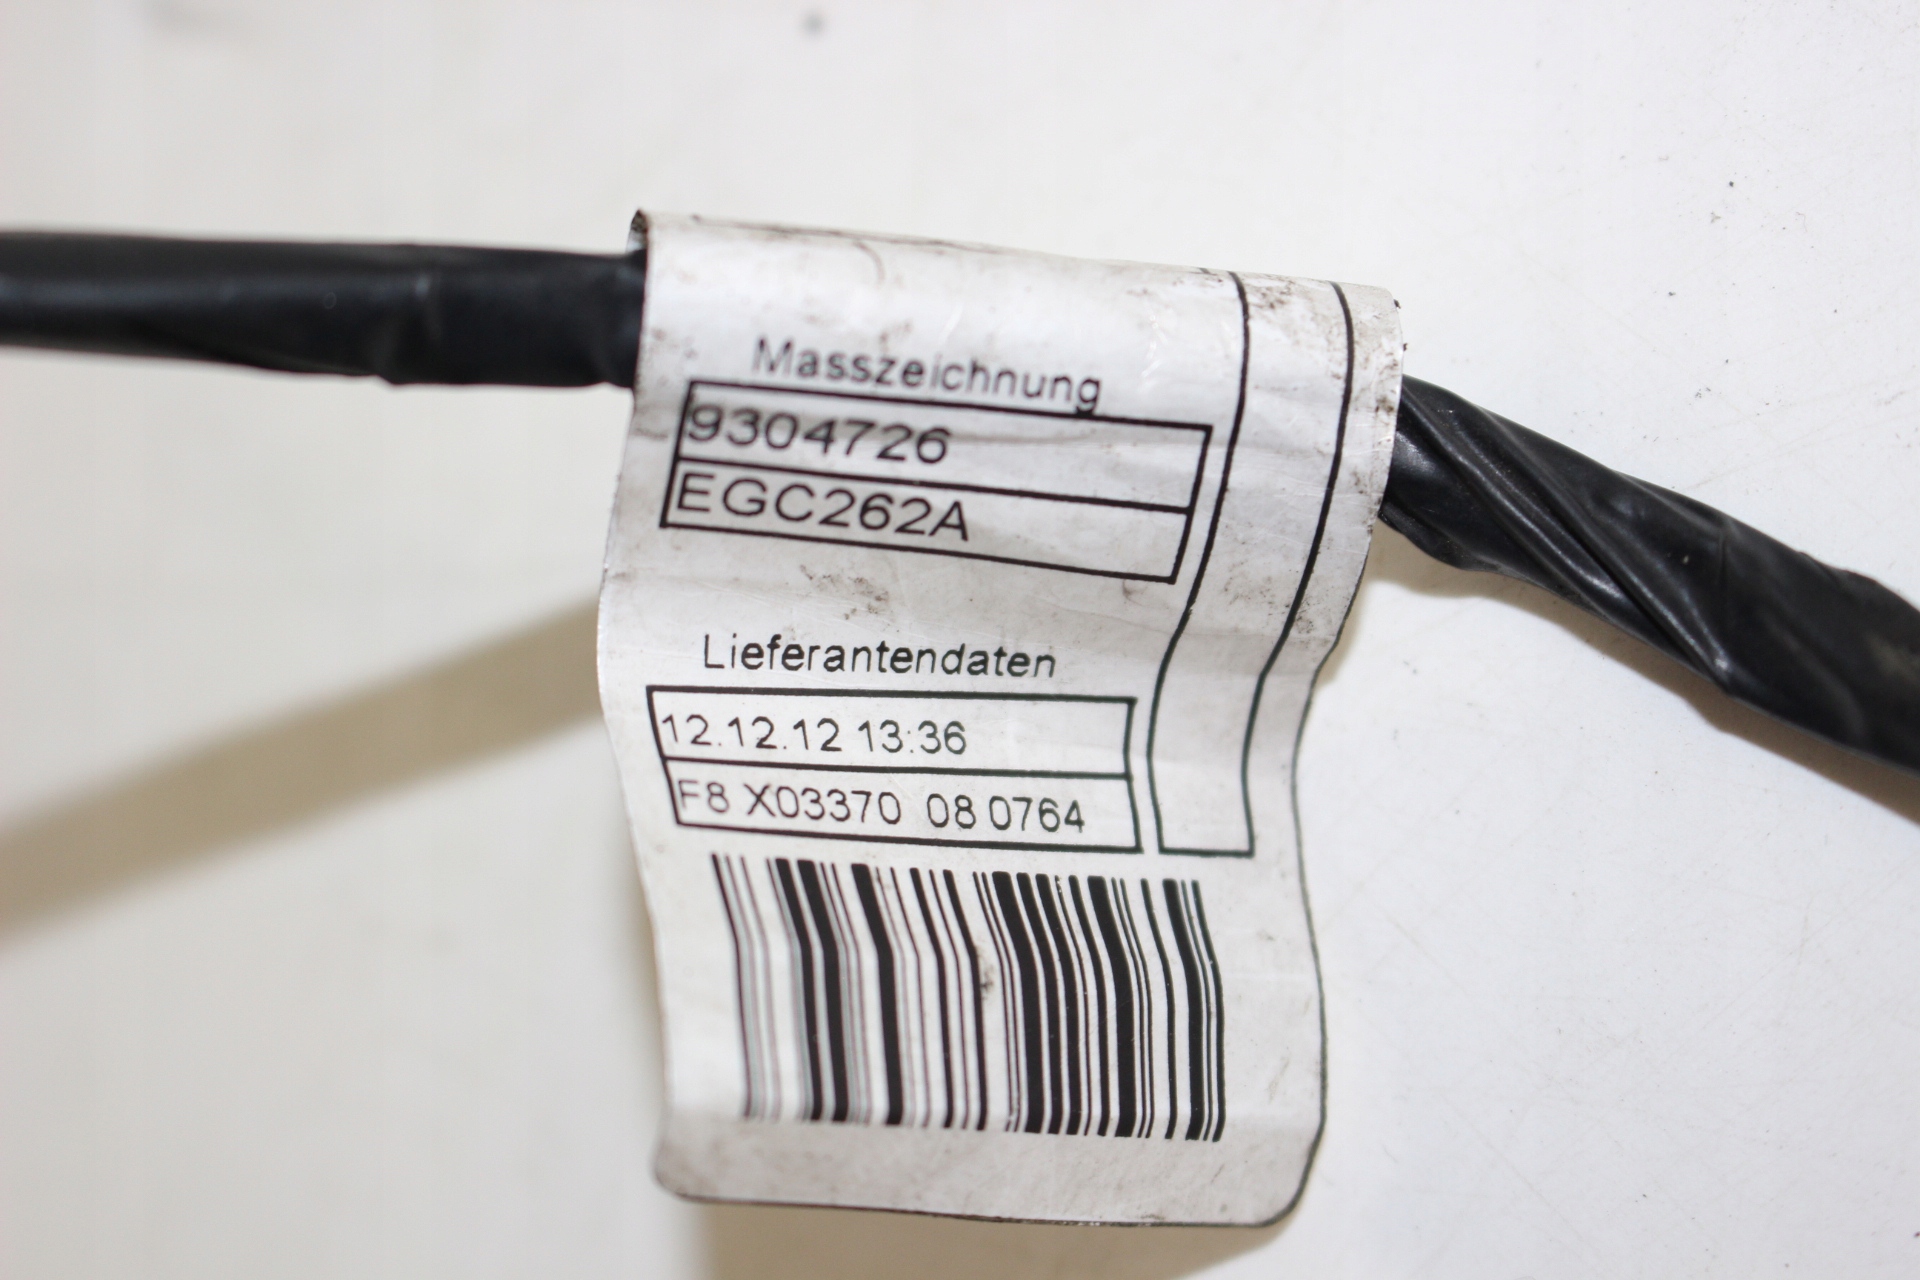 Masszeichnung
9304726
EGC262A
Lieferantendaten
12.12.12 13:36
F8 X03370 08 0764